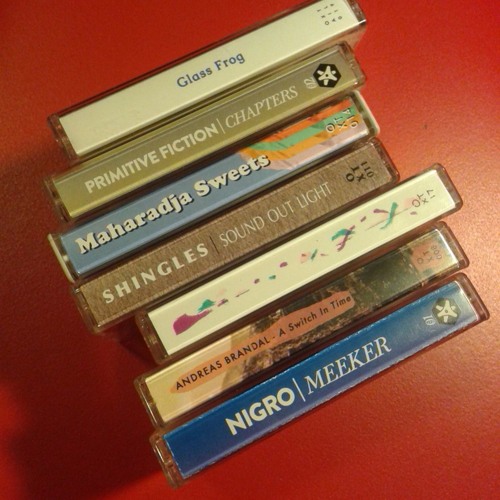 Glass Frog
PRIMITIVE FICTION | CHAPTERS
Maharadja Sweets
SHINGLES | SOUND OUT LIGHT
ANDREAS BRANDAL - A Switch In Time
NIGRO | MEEKER